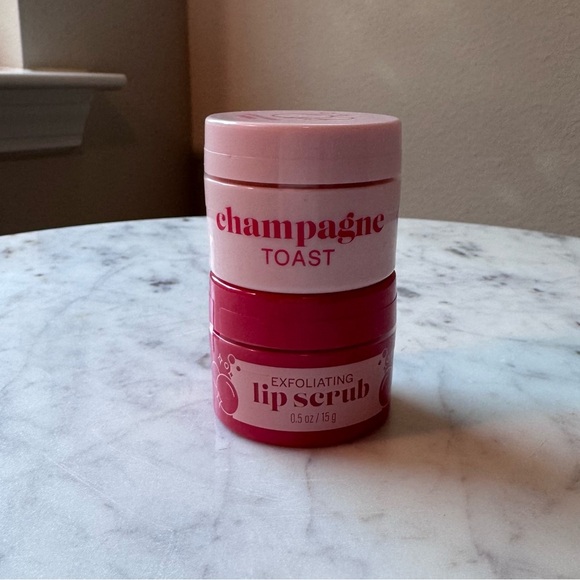 champagne
TOAST
EXFOLIATING
lip scrub
0.5 oz / 15 g